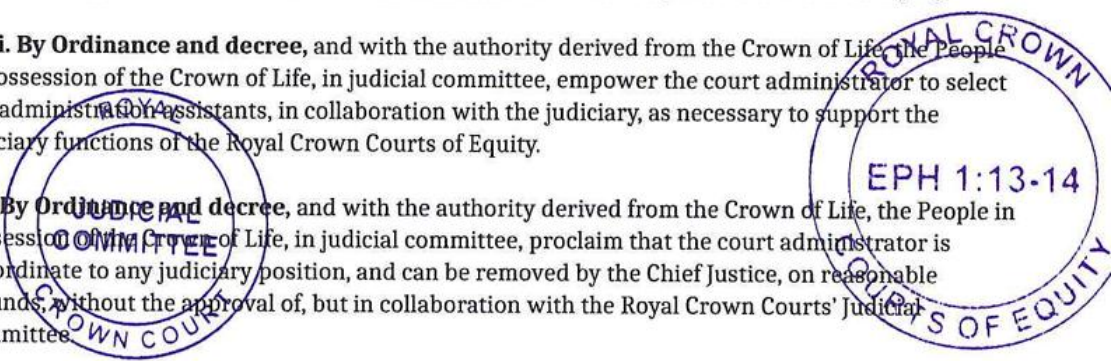 i. By Ordinance and decree, and with the authority derived from the Crown of Life, the People
ossession of the Crown of Life, in judicial committee, empower the court administrator to select
administration assistants, in collaboration with the judiciary, as necessary to support the
ciary functions of the Royal Crown Courts of Equity.
By Ordinance and decree, and with the authority derived from the Crown of Life, the People in
ession of the Crown of Life, in judicial committee, proclaim that the court administrator is
ordinate to any judiciary position, and can be removed by the Chief Justice, on reasonable
unds, without the approval of, but in collaboration with the Royal Crown Courts' Judicial
mmittee.
ROYAL
JUDICIAL
COMMITTEE
CROWN COURT
ROYAL CROWN
EPH 1:13-14
COURTS OF EQUITY